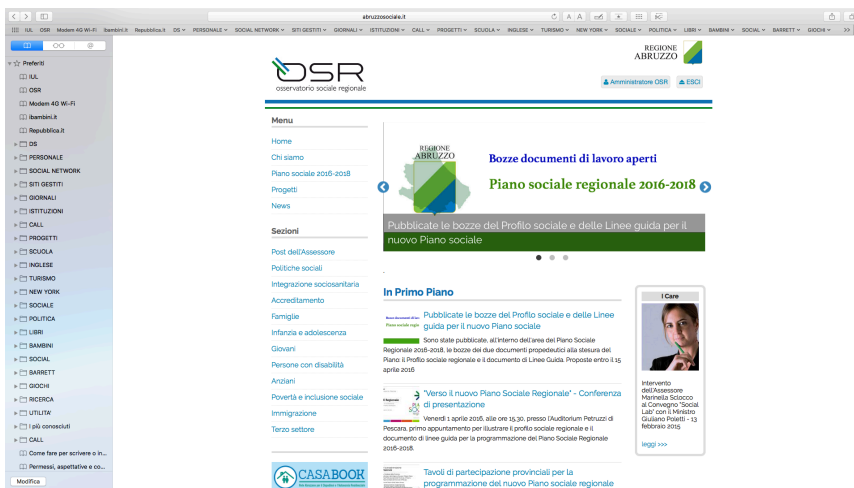 abruzzosociale.it
A A
IUL OSR Modem 4G Wi-Fi ibambini.it Repubblica.it DS PERSONALE SOCIAL NETWORK SITI GESTITI GIORNALI ISTITUZIONI CALL PROGETTI SCUOLA INGLESE TURISMO NEW YORK SOCIALE POLITICA LIBRI BAMBINI SOCIAL BARRETT GIOCHI >>
@
Preferiti
IUL
OSR
Modem 4G Wi-Fi
ibambini.it
Repubblica.it
DS
PERSONALE
SOCIAL NETWORK
SITI GESTITI
GIORNALI
ISTITUZIONI
CALL
PROGETTI
SCUOLA
INGLESE
TURISMO
NEW YORK
SOCIALE
POLITICA
LIBRI
BAMBINI
SOCIAL
BARRETT
GIOCHI
RICERCA
UTILITA'
I più conosciuti
CALL
Come fare per scrivere o in...
Permessi, aspettative e co...
Modifica
OSR
osservatorio sociale regionale
REGIONE
ABRUZZO
Amministratore OSR
ESCI
Menu
Home
Chi siamo
Piano sociale 2016-2018
Progetti
News
Sezioni
Post dell'Assessore
Politiche sociali
Integrazione sociosanitaria
Accreditamento
Famiglie
Infanzia e adolescenza
Giovani
Persone con disabilità
Anziani
Povertà e inclusione sociale
Immigrazione
Terzo settore
CASABOOK
REGIONE
ABRUZZO
Bozze documenti di lavoro aperti
Piano sociale regionale 2016-2018
Pubblicate le bozze del Profilo sociale e delle Linee guida per il
nuovo Piano sociale
In Primo Piano
Pubblicate le bozze del Profilo sociale e delle Linee
guida per il nuovo Piano sociale
Sono state pubblicate, all'interno dell'area del Piano Sociale
Regionale 2016-2018, le bozze dei due documenti propedeutici alla stesura del
Piano: il Profilo sociale regionale e il documento di Linee Guida. Proposte entro il 15
aprile 2016
"Verso il nuovo Piano Sociale Regionale" - Conferenza
di presentazione
Venerdì 1 aprile 2016, alle ore 15,30, presso l'Auditorium Petruzzi di
Pescara, primo appuntamento per illustrare il profilo sociale regionale e il
documento di linee guida per la programmazione del Piano Sociale Regionale
2016-2018.
Tavoli di partecipazione provinciali per la
programmazione del nuovo Piano sociale regionale
I Care
Intervento
dell'Assessore
Marinella Sclocco
al Convegno "Social
Lab" con il Ministro
Giuliano Poletti - 13
febbraio 2015
leggi >>>